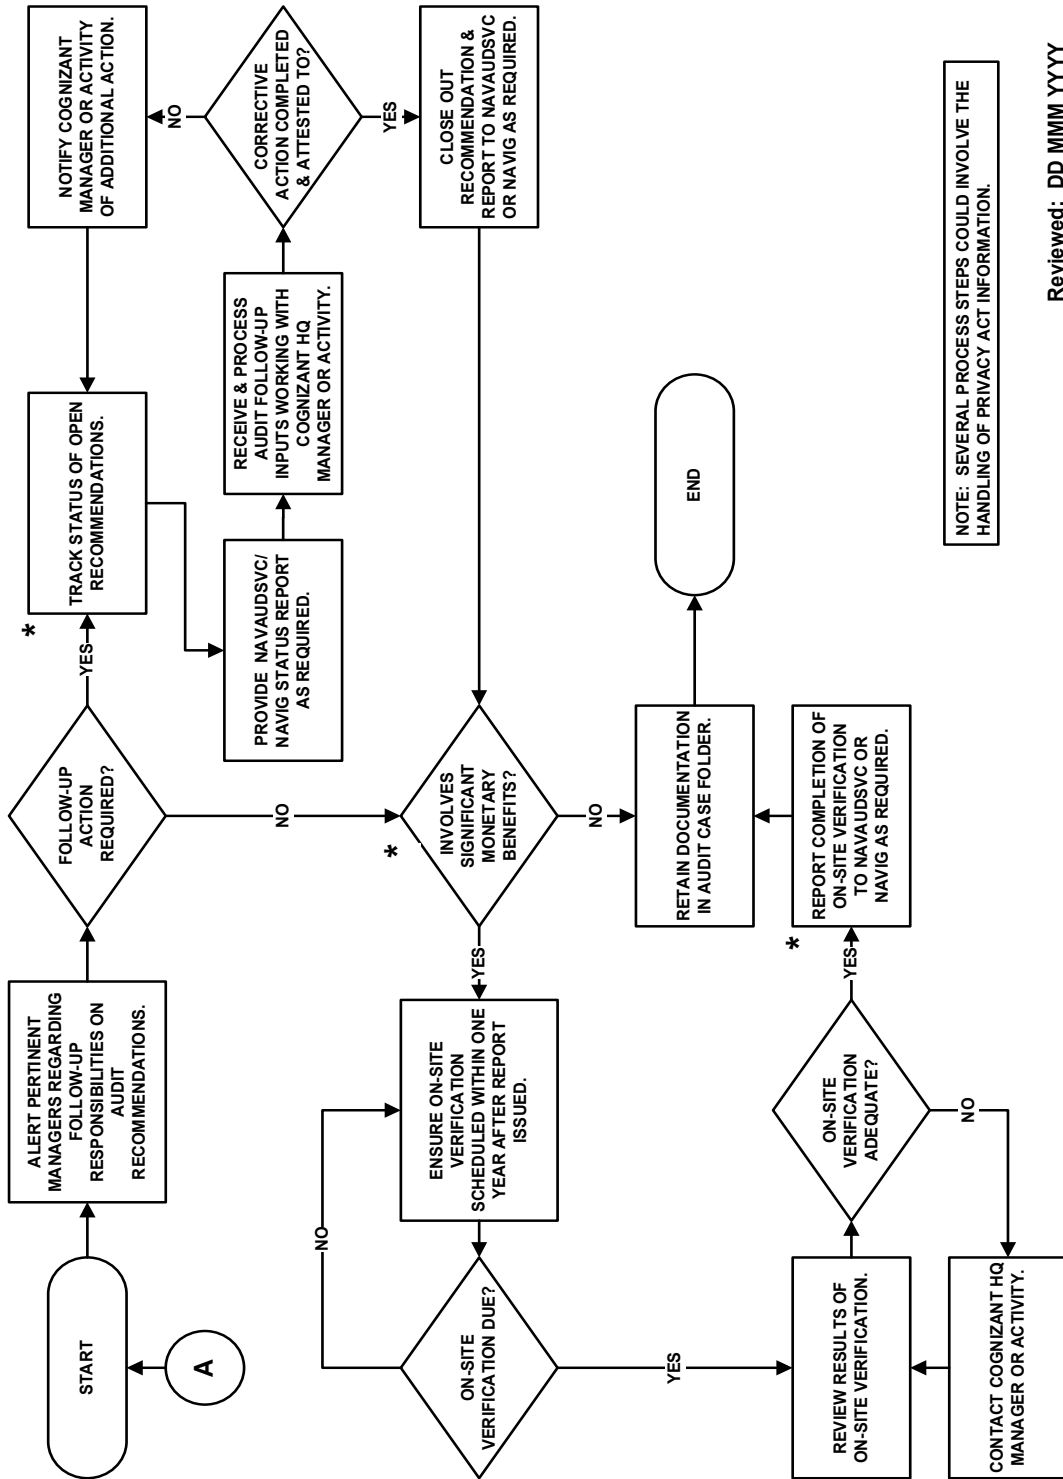 START
A
ALERT PERTINENT
MANAGERS REGARDING
FOLLOW-UP
RESPONSIBILITIES ON
AUDIT
RECOMMENDATIONS.
FOLLOW-UP
ACTION
REQUIRED?
YES
NO
*
TRACK STATUS OF OPEN
RECOMMENDATIONS.
NOTIFY COGNIZANT
MANAGER OR ACTIVITY
OF ADDITIONAL ACTION.
PROVIDE NAVAUDSVC/
NAVIG STATUS REPORT
AS REQUIRED.
RECEIVE & PROCESS
AUDIT FOLLOW-UP
INPUTS WORKING WITH
COGNIZANT HQ
MANAGER OR ACTIVITY.
NO
CORRECTIVE
ACTION COMPLETED
& ATTESTED TO?
YES
CLOSE OUT
RECOMMENDATION &
REPORT TO NAVAUDSVC
OR NAVIG AS REQUIRED.
*
INVOLVES
SIGNIFICANT
MONETARY
BENEFITS?
YES
NO
ENSURE ON-SITE
VERIFICATION
SCHEDULED WITHIN ONE
YEAR AFTER REPORT
ISSUED.
NO
ON-SITE
VERIFICATION DUE?
YES
RETAIN DOCUMENTATION
IN AUDIT CASE FOLDER.
END
REVIEW RESULTS OF
ON-SITE VERIFICATION.
ON-SITE
VERIFICATION
ADEQUATE?
YES
NO
*
REPORT COMPLETION OF
ON-SITE VERIFICATION
TO NAVAUDSVC OR
NAVIG AS REQUIRED.
CONTACT COGNIZANT HQ
MANAGER OR ACTIVITY.
NOTE: SEVERAL PROCESS STEPS COULD INVOLVE THE
HANDLING OF PRIVACY ACT INFORMATION.
Reviewed: DD MMM YYYY